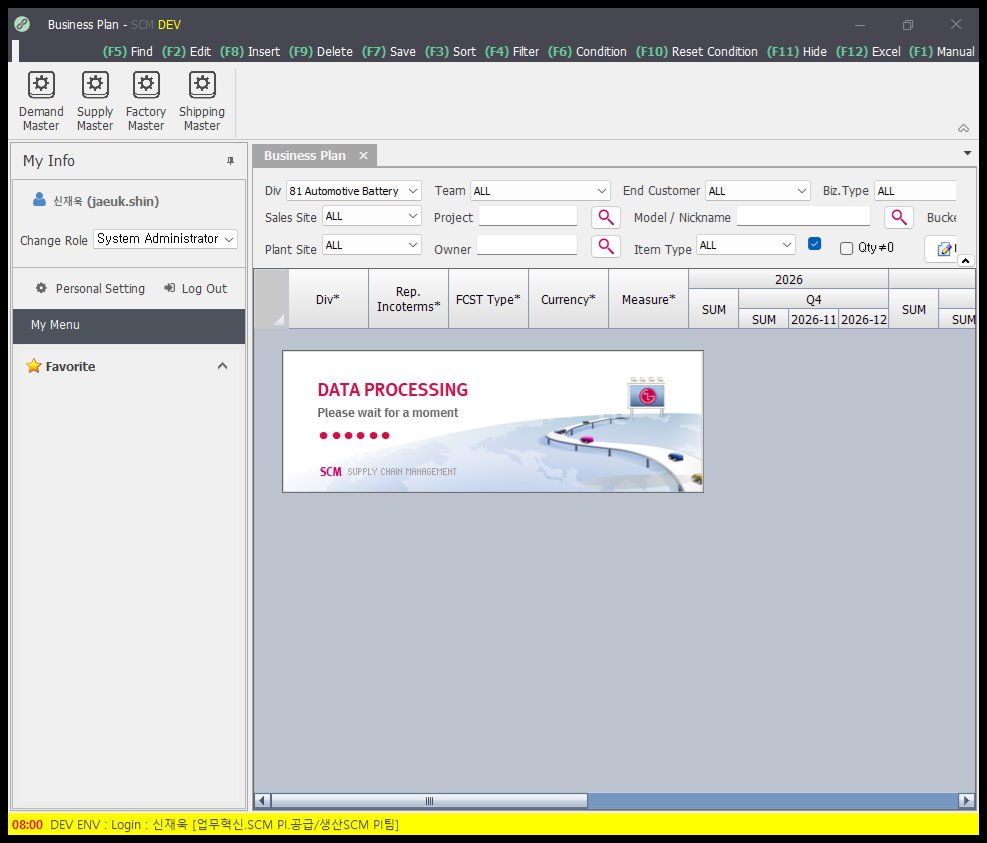 Business Plan - SCM DEV
(F5) Find (F2) Edit (F8) Insert (F9) Delete (F7) Save (F3) Sort (F4) Filter (F6) Condition (F10) Reset Condition (F11) Hide (F12) Excel (F1) Manual
Demand Master
Supply Master
Factory Master
Shipping Master
My Info
신재욱 (jaeuk.shin)
Change Role System Administrator
Personal Setting Log Out
My Menu
Favorite
Business Plan
Div 81 Automotive Battery Team ALL End Customer ALL Biz.Type ALL
Sales Site ALL Project Model / Nickname Bucke
Plant Site ALL Owner Item Type ALL Qty≠0
Div* Rep. Incoterms* FCST Type* Currency* Measure*
2026
SUM Q4 SUM
SUM 2026-11 2026-12 SUM
DATA PROCESSING
Please wait for a moment
LG
SCM SUPPLY CHAIN MANAGEMENT
08:00 DEV ENV : Login : 신재욱 [업무혁신.SCM PI.공급/생산SCM PI팀]